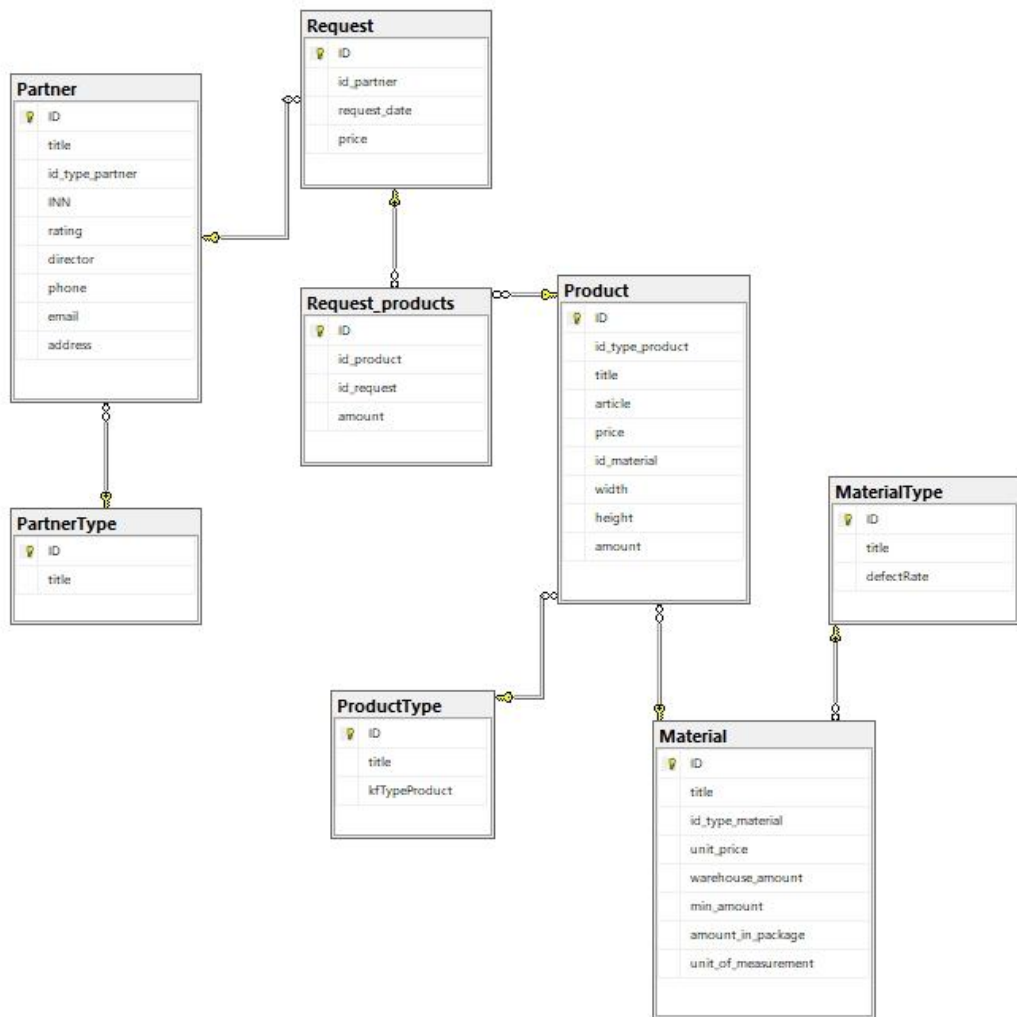 Request
ID
id_partner
request_date
price
Partner
ID
title
id_type_partner
INN
rating
director
phone
email
address
Request_products
ID
id_product
id_request
amount
Product
ID
id_type_product
title
article
price
id_material
width
height
amount
MaterialType
ID
title
defectRate
PartnerType
ID
title
ProductType
ID
title
kfTypeProduct
Material
ID
title
id_type_material
unit_price
warehouse_amount
min_amount
amount_in_package
unit_of_measurement